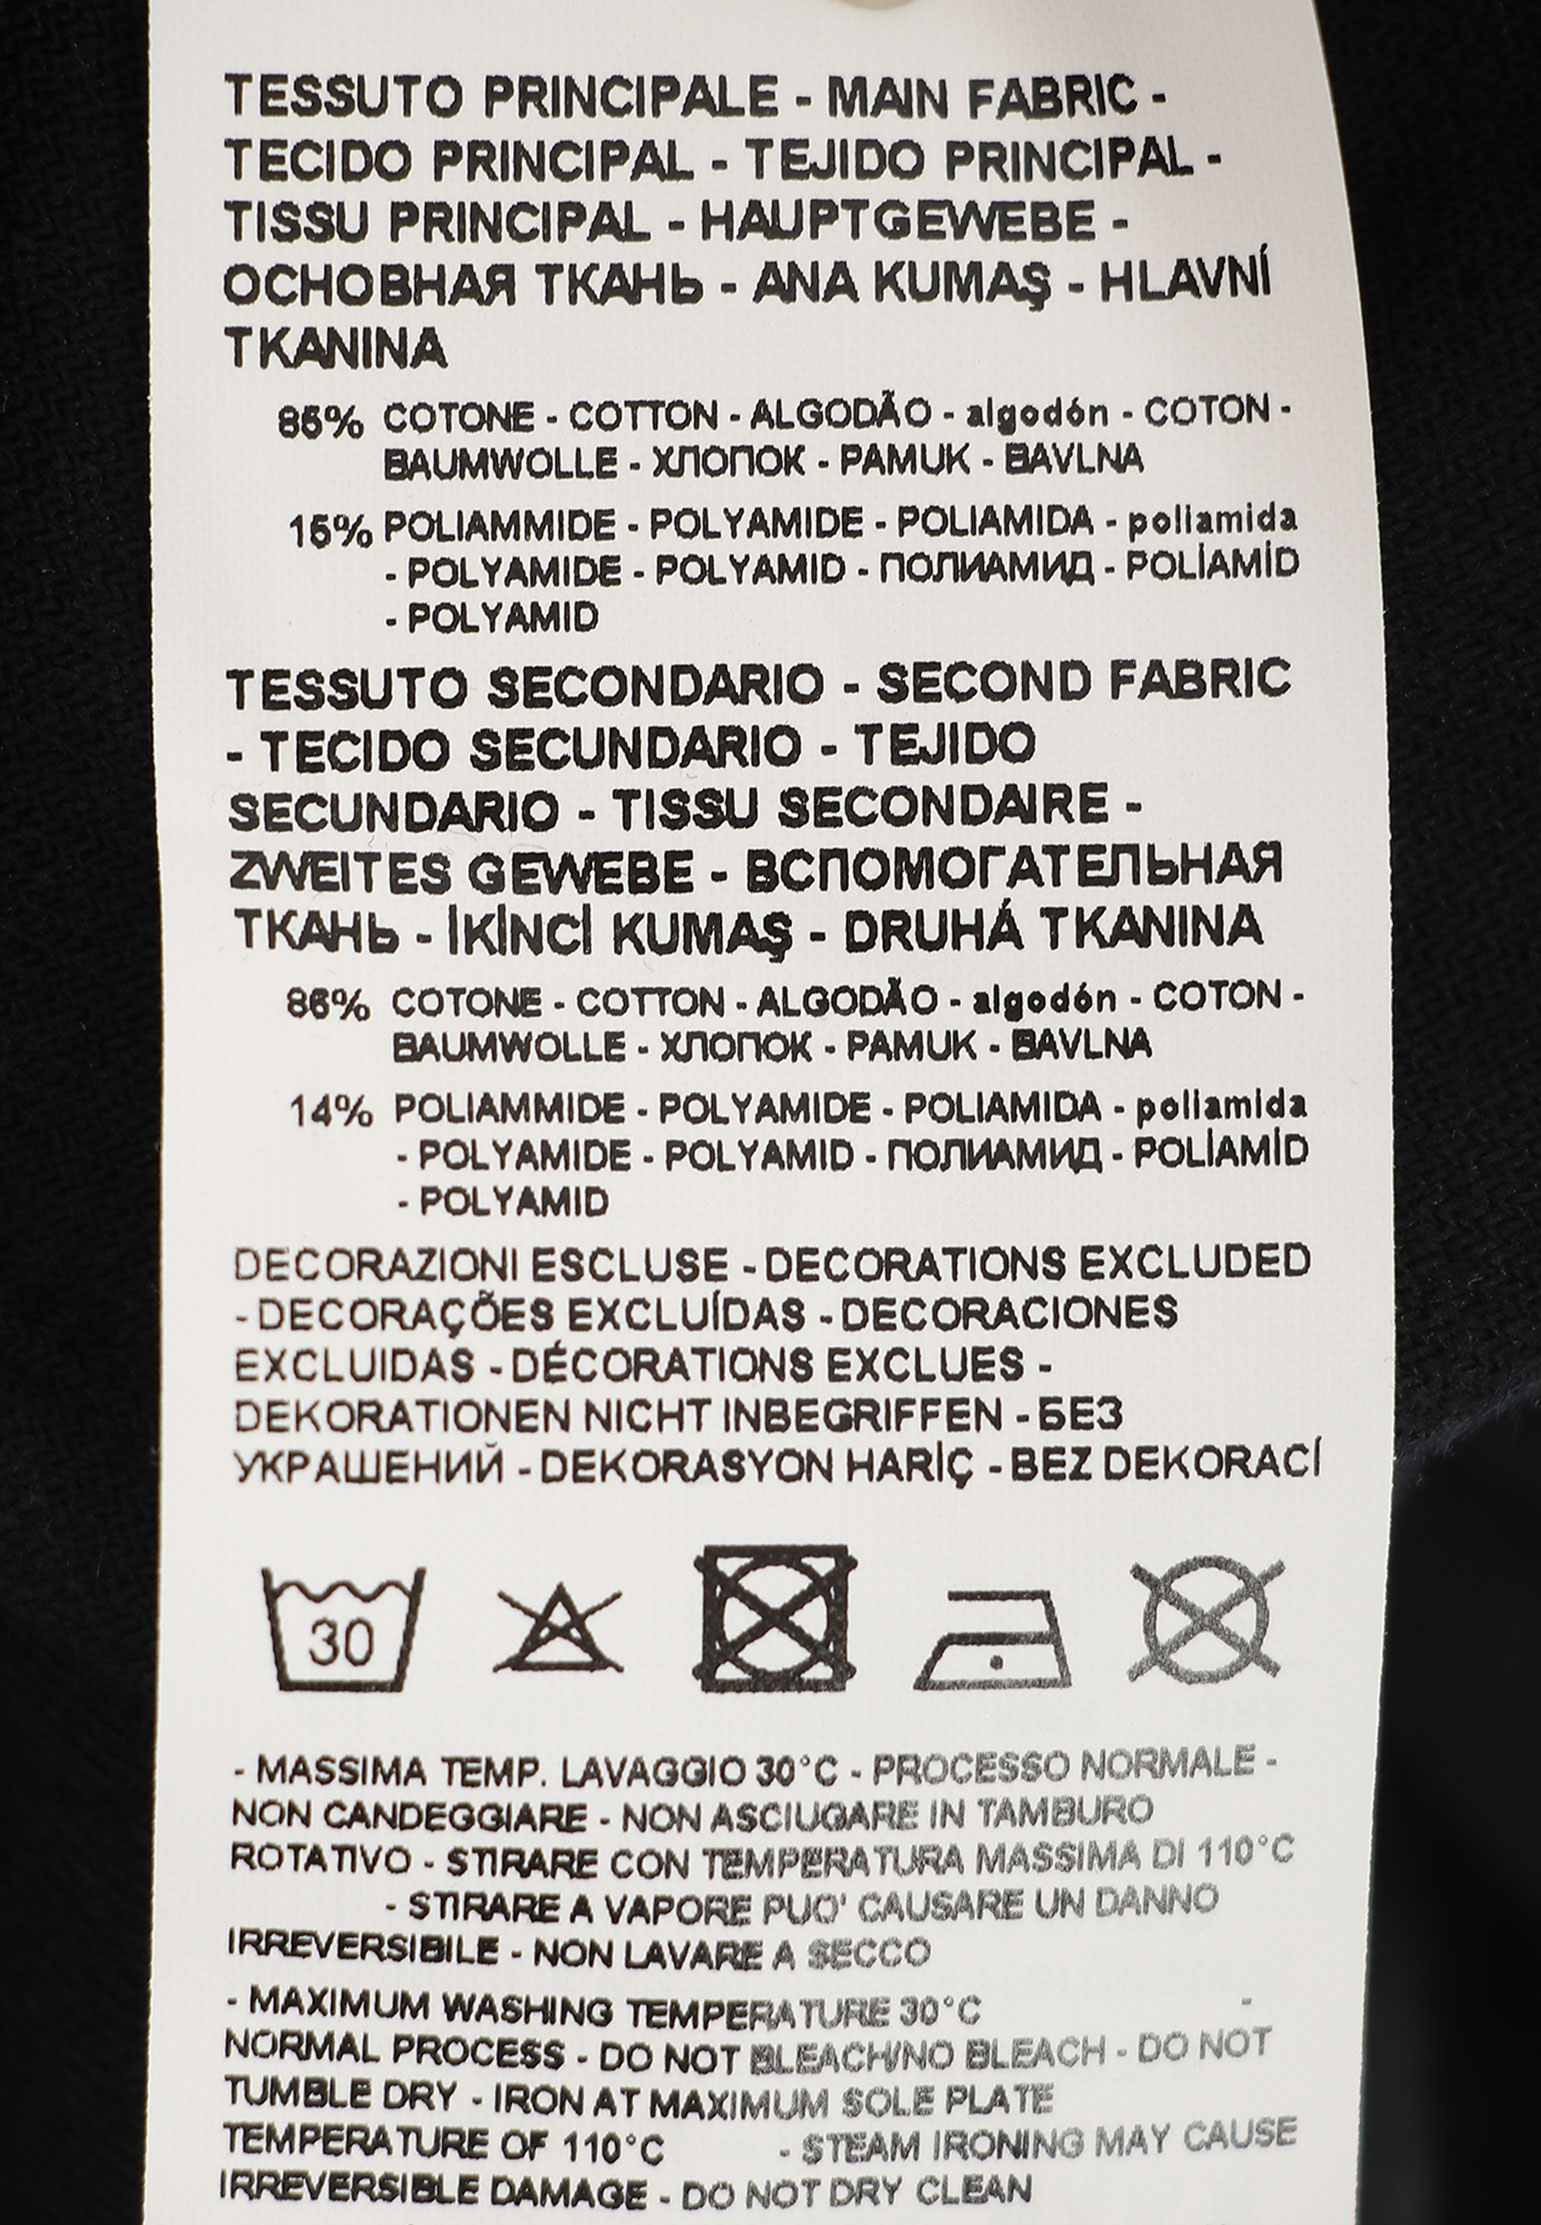 TESSUTO PRINCIPALE - MAIN FABRIC -
TECIDO PRINCIPAL - TEJIDO PRINCIPAL -
TISSU PRINCIPAL - HAUPTGEWEBE -
ОСНОВНАЯ ТКАНЬ - ANA KUMAŞ - HLAVNÍ
TKANINA
85% COTONE - COTTON - ALGODÃO - algodón - COTON -
BAUMWOLLE - ХЛОПОК - PAMUK - BAVLNA
15% POLIAMMIDE - POLYAMIDE - POLIAMIDA - poliamida
- POLYAMIDE - POLYAMID - ПОЛИАМИД - POLİAMİD
- POLYAMID
TESSUTO SECONDARIO - SECOND FABRIC
- TECIDO SECUNDARIO - TEJIDO
SECUNDARIO - TISSU SECONDAIRE -
ZWEITES GEWEBE - ВСПОМОГАТЕЛЬНАЯ
ТКАНЬ - İKİNCİ KUMAŞ - DRUHÁ TKANINA
86% COTONE - COTTON - ALGODÃO - algodón - COTON -
BAUMWOLLE - ХЛОПОК - PAMUK - BAVLNA
14% POLIAMMIDE - POLYAMIDE - POLIAMIDA - poliamida
- POLYAMIDE - POLYAMID - ПОЛИАМИД - POLİAMİD
- POLYAMID
DECORAZIONI ESCLUSE - DECORATIONS EXCLUDED
- DECORAÇÕES EXCLUÍDAS - DECORACIONES
EXCLUIDAS - DÉCORATIONS EXCLUES -
DEKORATIONEN NICHT INBEGRIFFEN - БЕЗ
УКРАШЕНИЙ - DEKORASYON HARİÇ - BEZ DEKORACÍ
30
- MASSIMA TEMP. LAVAGGIO 30°C - PROCESSO NORMALE -
NON CANDEGGIARE - NON ASCIUGARE IN TAMBURO
ROTATIVO - STIRARE CON TEMPERATURA MASSIMA DI 110°C
- STIRARE A VAPORE PUO' CAUSARE UN DANNO
IRREVERSIBILE - NON LAVARE A SECCO
- MAXIMUM WASHING TEMPERATURE 30°C -
NORMAL PROCESS - DO NOT BLEACH/NO BLEACH - DO NOT
TUMBLE DRY - IRON AT MAXIMUM SOLE PLATE
TEMPERATURE OF 110°C - STEAM IRONING MAY CAUSE
IRREVERSIBLE DAMAGE - DO NOT DRY CLEAN